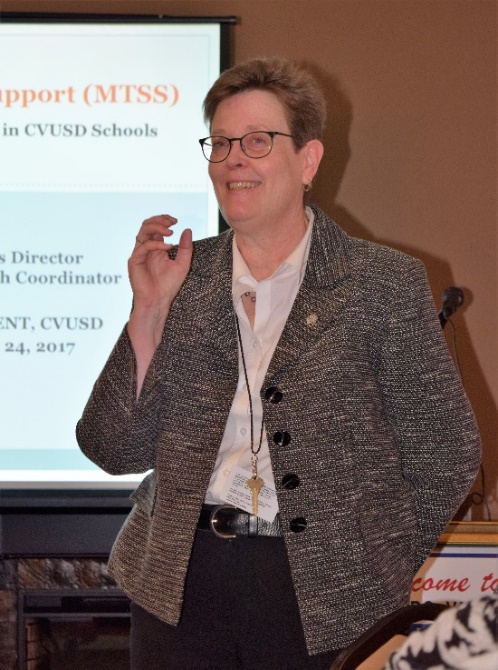 upport (MTSS)
in CVUSD Schools
s Director
h Coordinator
ENT, CVUSD
24, 2017
come to